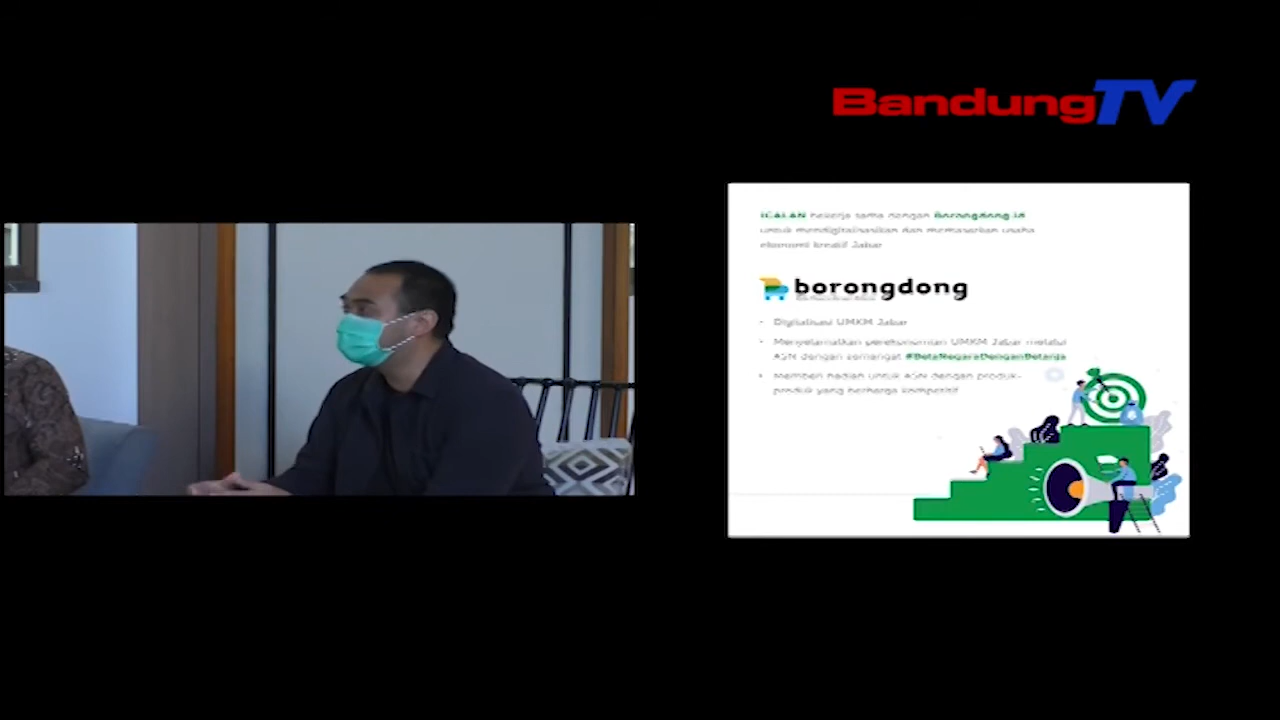 BandungTV
bekerja sama dengan borongdong.id
untuk mendigitalisasikan dan memasarkan usaha
ekonomi kreatif Jabar
borongdong
Digitalisasi UMKM Jabar
Menyelamatkan perekonomian UMKM Jabar melalui
ASN dengan semangat #BelaNegaraDenganBelanja
Memberi hadiah untuk ASN dengan produk-
produk yang berharga kompetitif